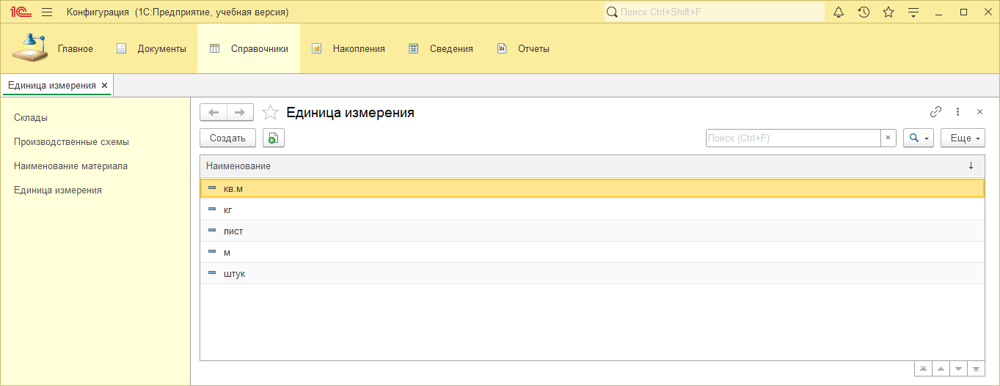 1С Конфигурация (1С:Предприятие, учебная версия) Поиск Ctrl+Shift+F
Главное Документы Справочники Накопления Сведения Отчеты
Единица измерения
Склады
Производственные схемы
Наименование материала
Единица измерения
Единица измерения
Создать Поиск (Ctrl+F) Еще
Наименование
кв.м
кг
лист
м
штук